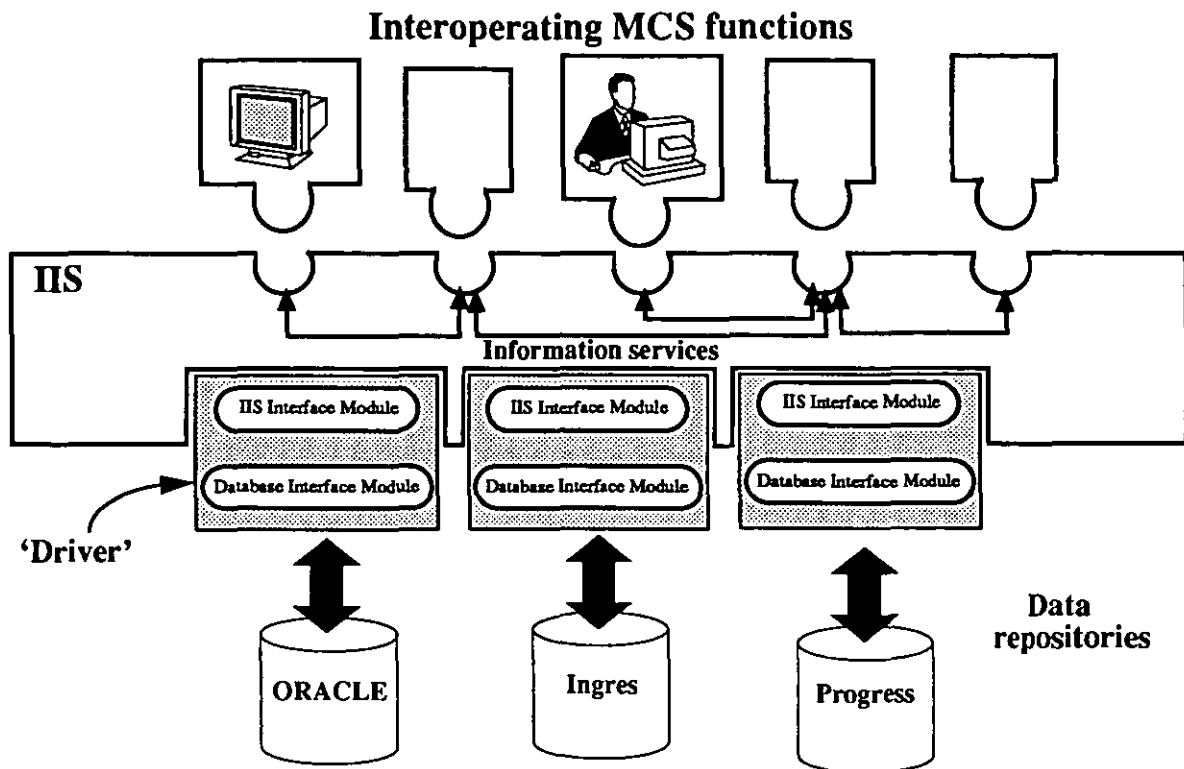 Interoperating MCS functions
IIS
Information services
IIS Interface Module
IIS Interface Module
IIS Interface Module
Database Interface Module
Database Interface Module
Database Interface Module
'Driver'
Data
repositories
ORACLE
Ingres
Progress